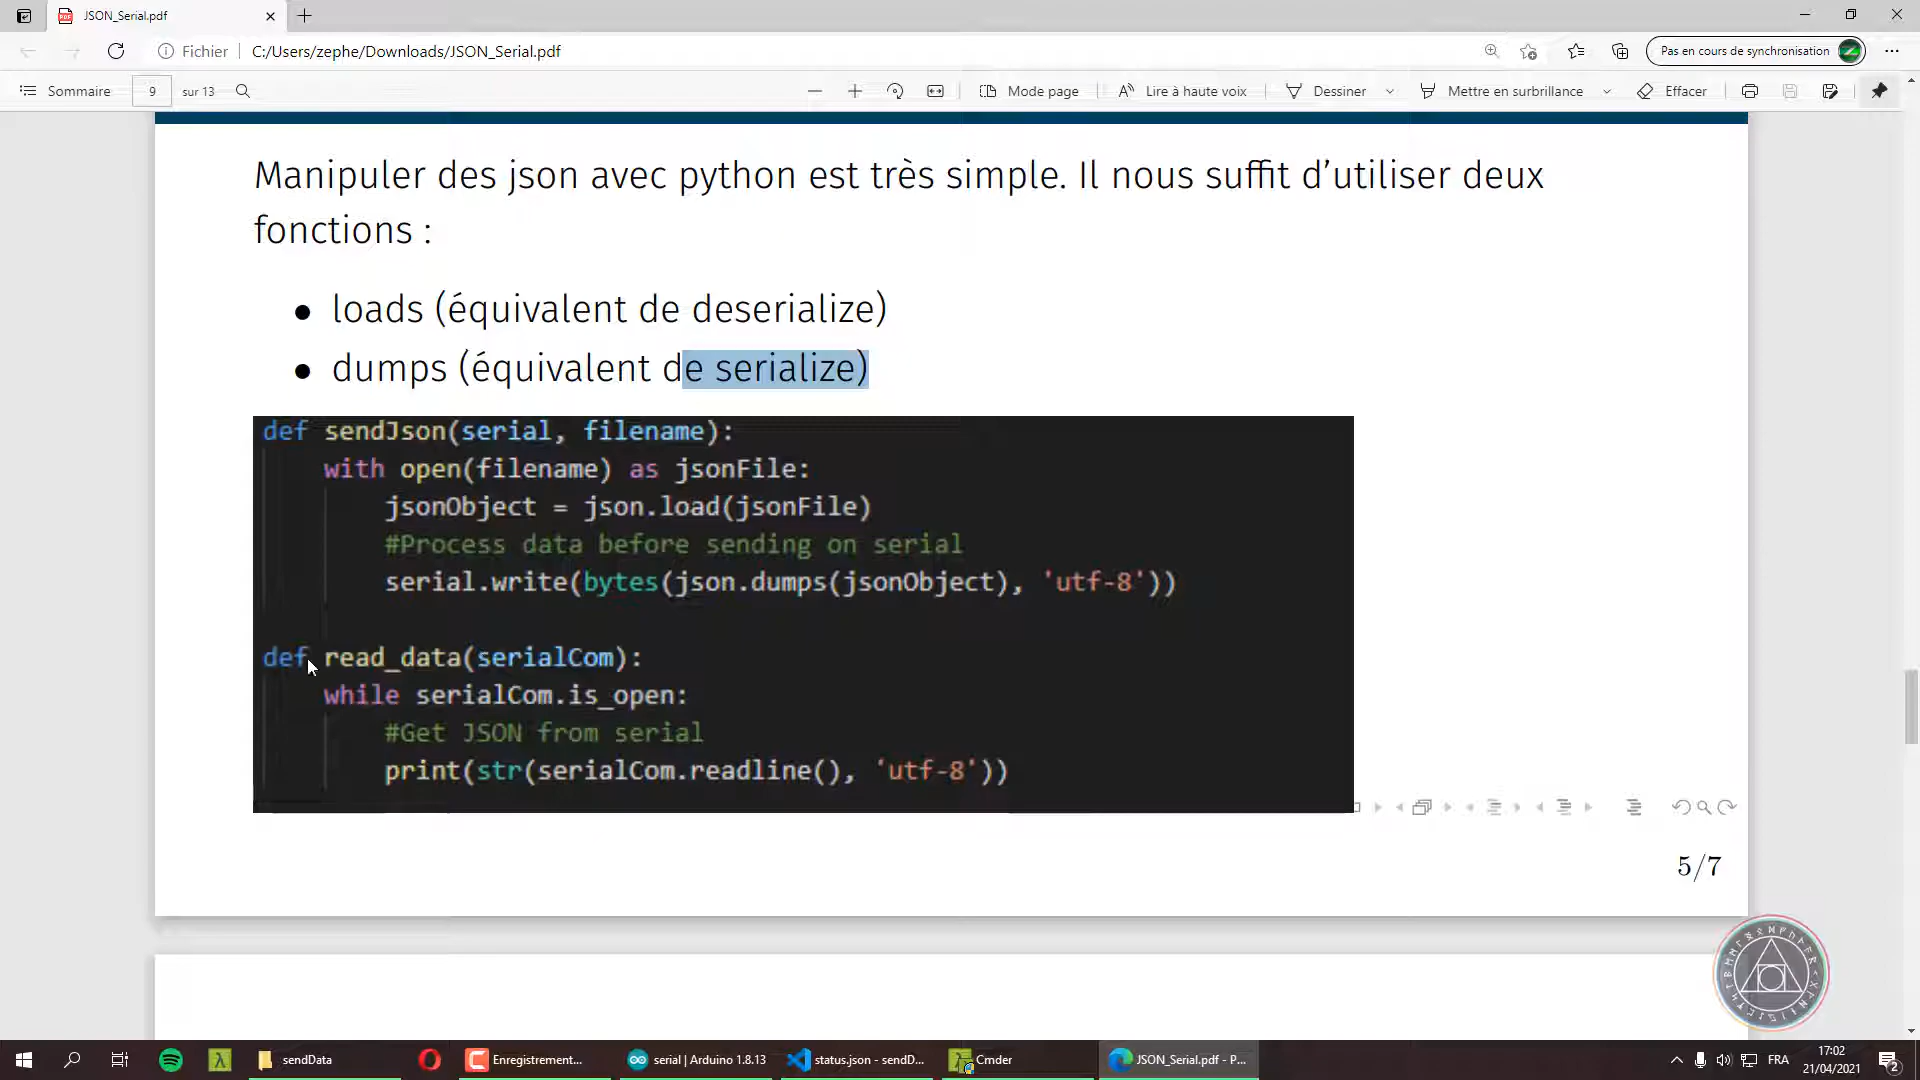 JSON_Serial.pdf
Fichier
C:/Users/zephe/Downloads/JSON_Serial.pdf
Pas en cours de synchronisation
Sommaire
9
sur 13
Mode page
Lire à haute voix
Dessiner
Mettre en surbrillance
Effacer
Manipuler des json avec python est très simple. Il nous suffit d'utiliser deux
fonctions :
• loads (équivalent de deserialize)
• dumps (équivalent de serialize)
def sendJson(serial, filename):
with open(filename) as jsonFile:
jsonObject = json.load(jsonFile)
#Process data before sending on serial
serial.write(bytes(json.dumps(jsonObject), 'utf-8'))
def read_data(serialCom):
while serialCom.is_open:
#Get JSON from serial
print(str(serialCom.readline(), 'utf-8'))
5/7
sendData
Enregistrement...
serial | Arduino 1.8.13
status.json - sendD...
Cmder
JSON_Serial.pdf - P...
FRA
17:02
21/04/2021
2